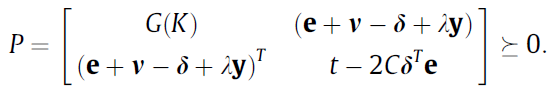 P = [ G(K) (e + ν − δ + λy)
(e + ν − δ + λy)^T t − 2Cδ^T e ] ⪰ 0.